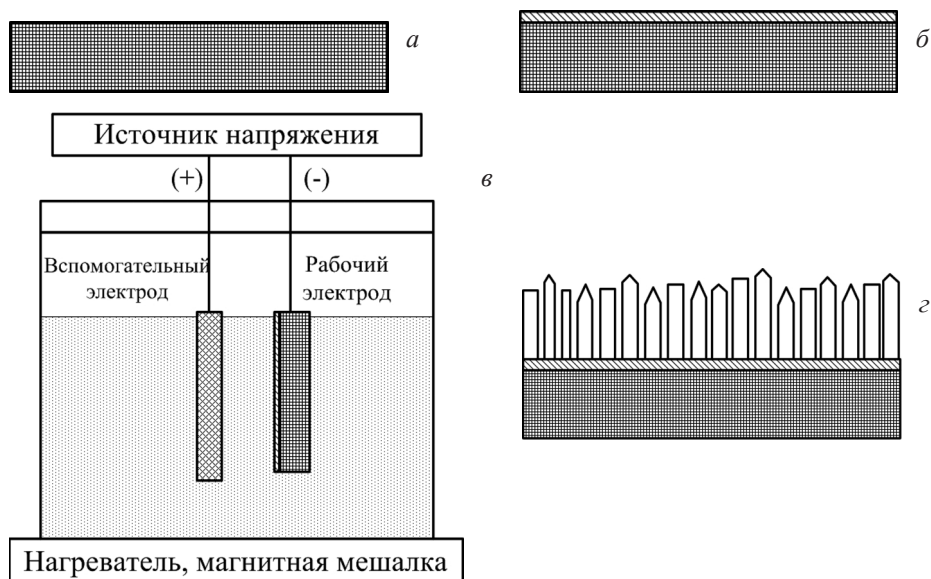 а
б
Источник напряжения
(+) (-)
в
Вспомогательный
электрод
Рабочий
электрод
г
Нагреватель, магнитная мешалка